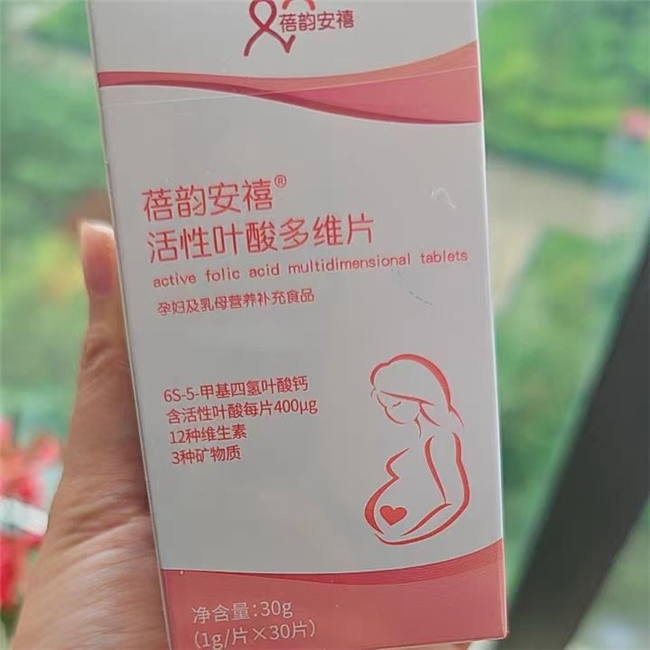 蓓韵安禧
蓓韵安禧®
活性叶酸多维片
active folic acid multidimensional tablets
孕妇及乳母营养补充食品
6S-5-甲基四氢叶酸钙
含活性叶酸每片400μg
12种维生素
3种矿物质
净含量:30g
（1g/片×30片）